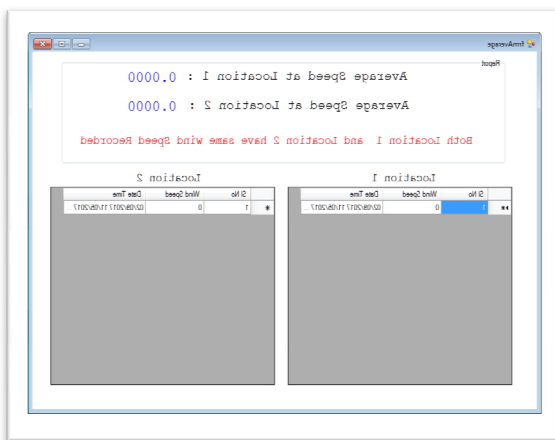 frmAverage
Report
Average Speed at Location 1 : 0.0000
Average Speed at Location 2 : 0.0000
Both Location 1 and Location 2 have same wind Speed Recorded
Location 1
Sl No Wind Speed Date Time
1 0
Location 2
Sl No Wind Speed Date Time
1 0